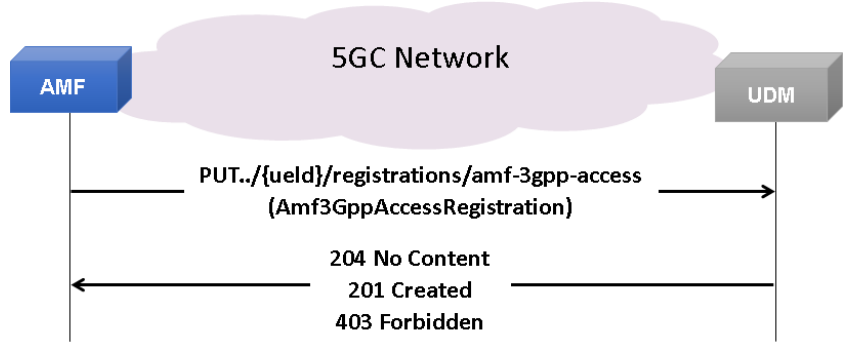 5GC Network
AMF
UDM
PUT../{ueId}/registrations/amf-3gpp-access
(Amf3GppAccessRegistration)
204 No Content
201 Created
403 Forbidden